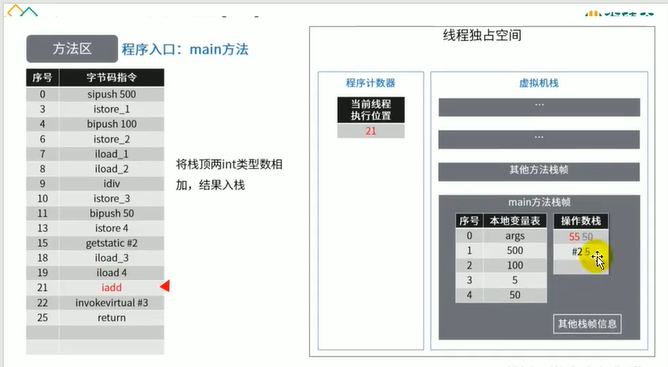 方法区
程序入口：main方法
序号 字节码指令
0 sipush 500
3 istore_1
4 bipush 100
6 istore_2
7 iload_1
8 iload_2
9 idiv
10 istore_3
11 bipush 50
13 istore 4
15 getstatic #2
18 iload_3
19 iload 4
21 iadd
22 invokevirtual #3
25 return
将栈顶两int类型数相
加，结果入栈
线程独占空间
程序计数器
当前线程
执行位置
21
虚拟机栈
...
...
其他方法栈帧
main方法栈帧
序号 本地变量表
0 args
1 500
2 100
3 5
4 50
操作数栈
55 50
#2 5
其他栈帧信息